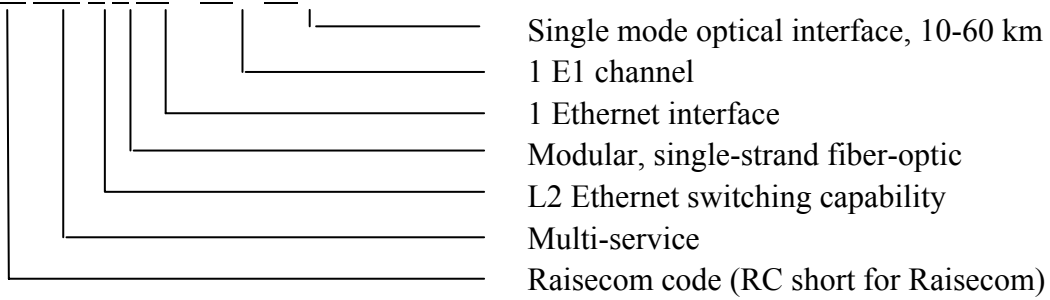 Single mode optical interface, 10-60 km
1 E1 channel
1 Ethernet interface
Modular, single-strand fiber-optic
L2 Ethernet switching capability
Multi-service
Raisecom code (RC short for Raisecom)